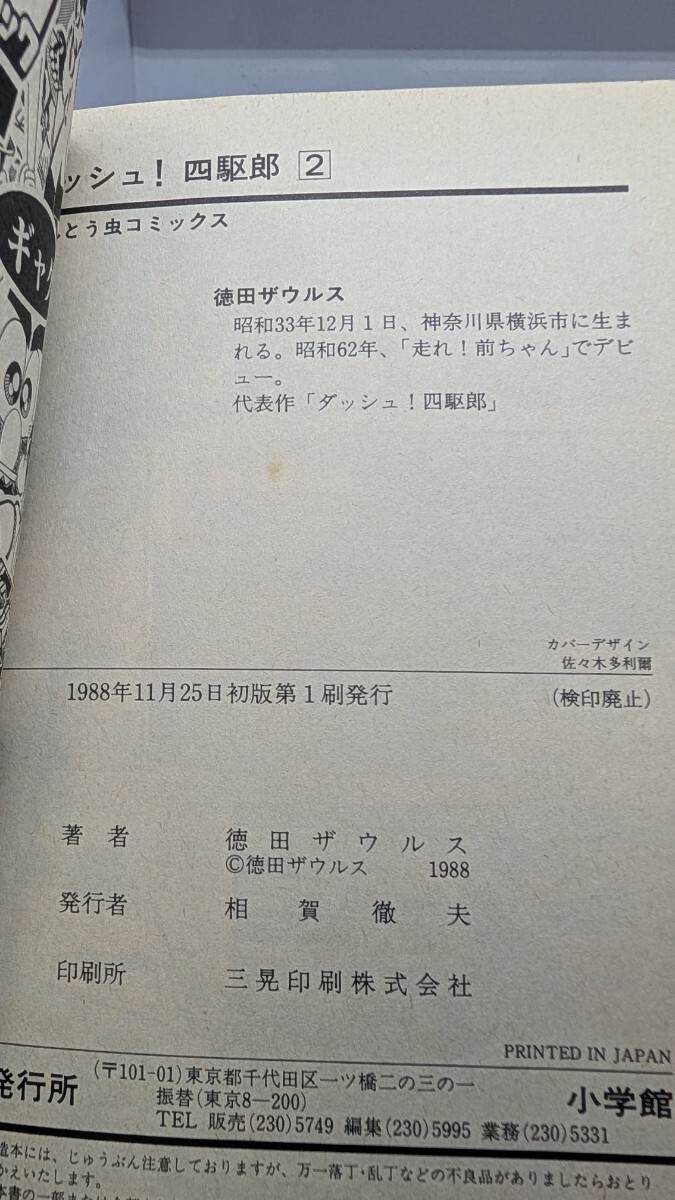 ッシュ! 四駆郎 2
とう虫コミックス
徳田ザウルス
昭和33年12月1日、神奈川県横浜市に生ま
れる。昭和62年、「走れ!前ちゃん」でデビ
ュー。
代表作「ダッシュ!四駆郎」
カバーデザイン
佐々木多利爾
1988年11月25日初版第1刷発行
(検印廃止)
著者 徳田ザウルス
©徳田ザウルス 1988
発行者 相賀徹夫
印刷所 三晃印刷株式会社
PRINTED IN JAPAN
発行所 (〒101-01)東京都千代田区一ツ橋二の三の一 小学館
振替(東京8—200)
TEL 販売(230)5749 編集(230)5995 業務(230)5331
造本には、じゅうぶん注意しておりますが、万一落丁・乱丁などの不良品がありましたらおとり
かえいたします。
本書の一部または
ギャ